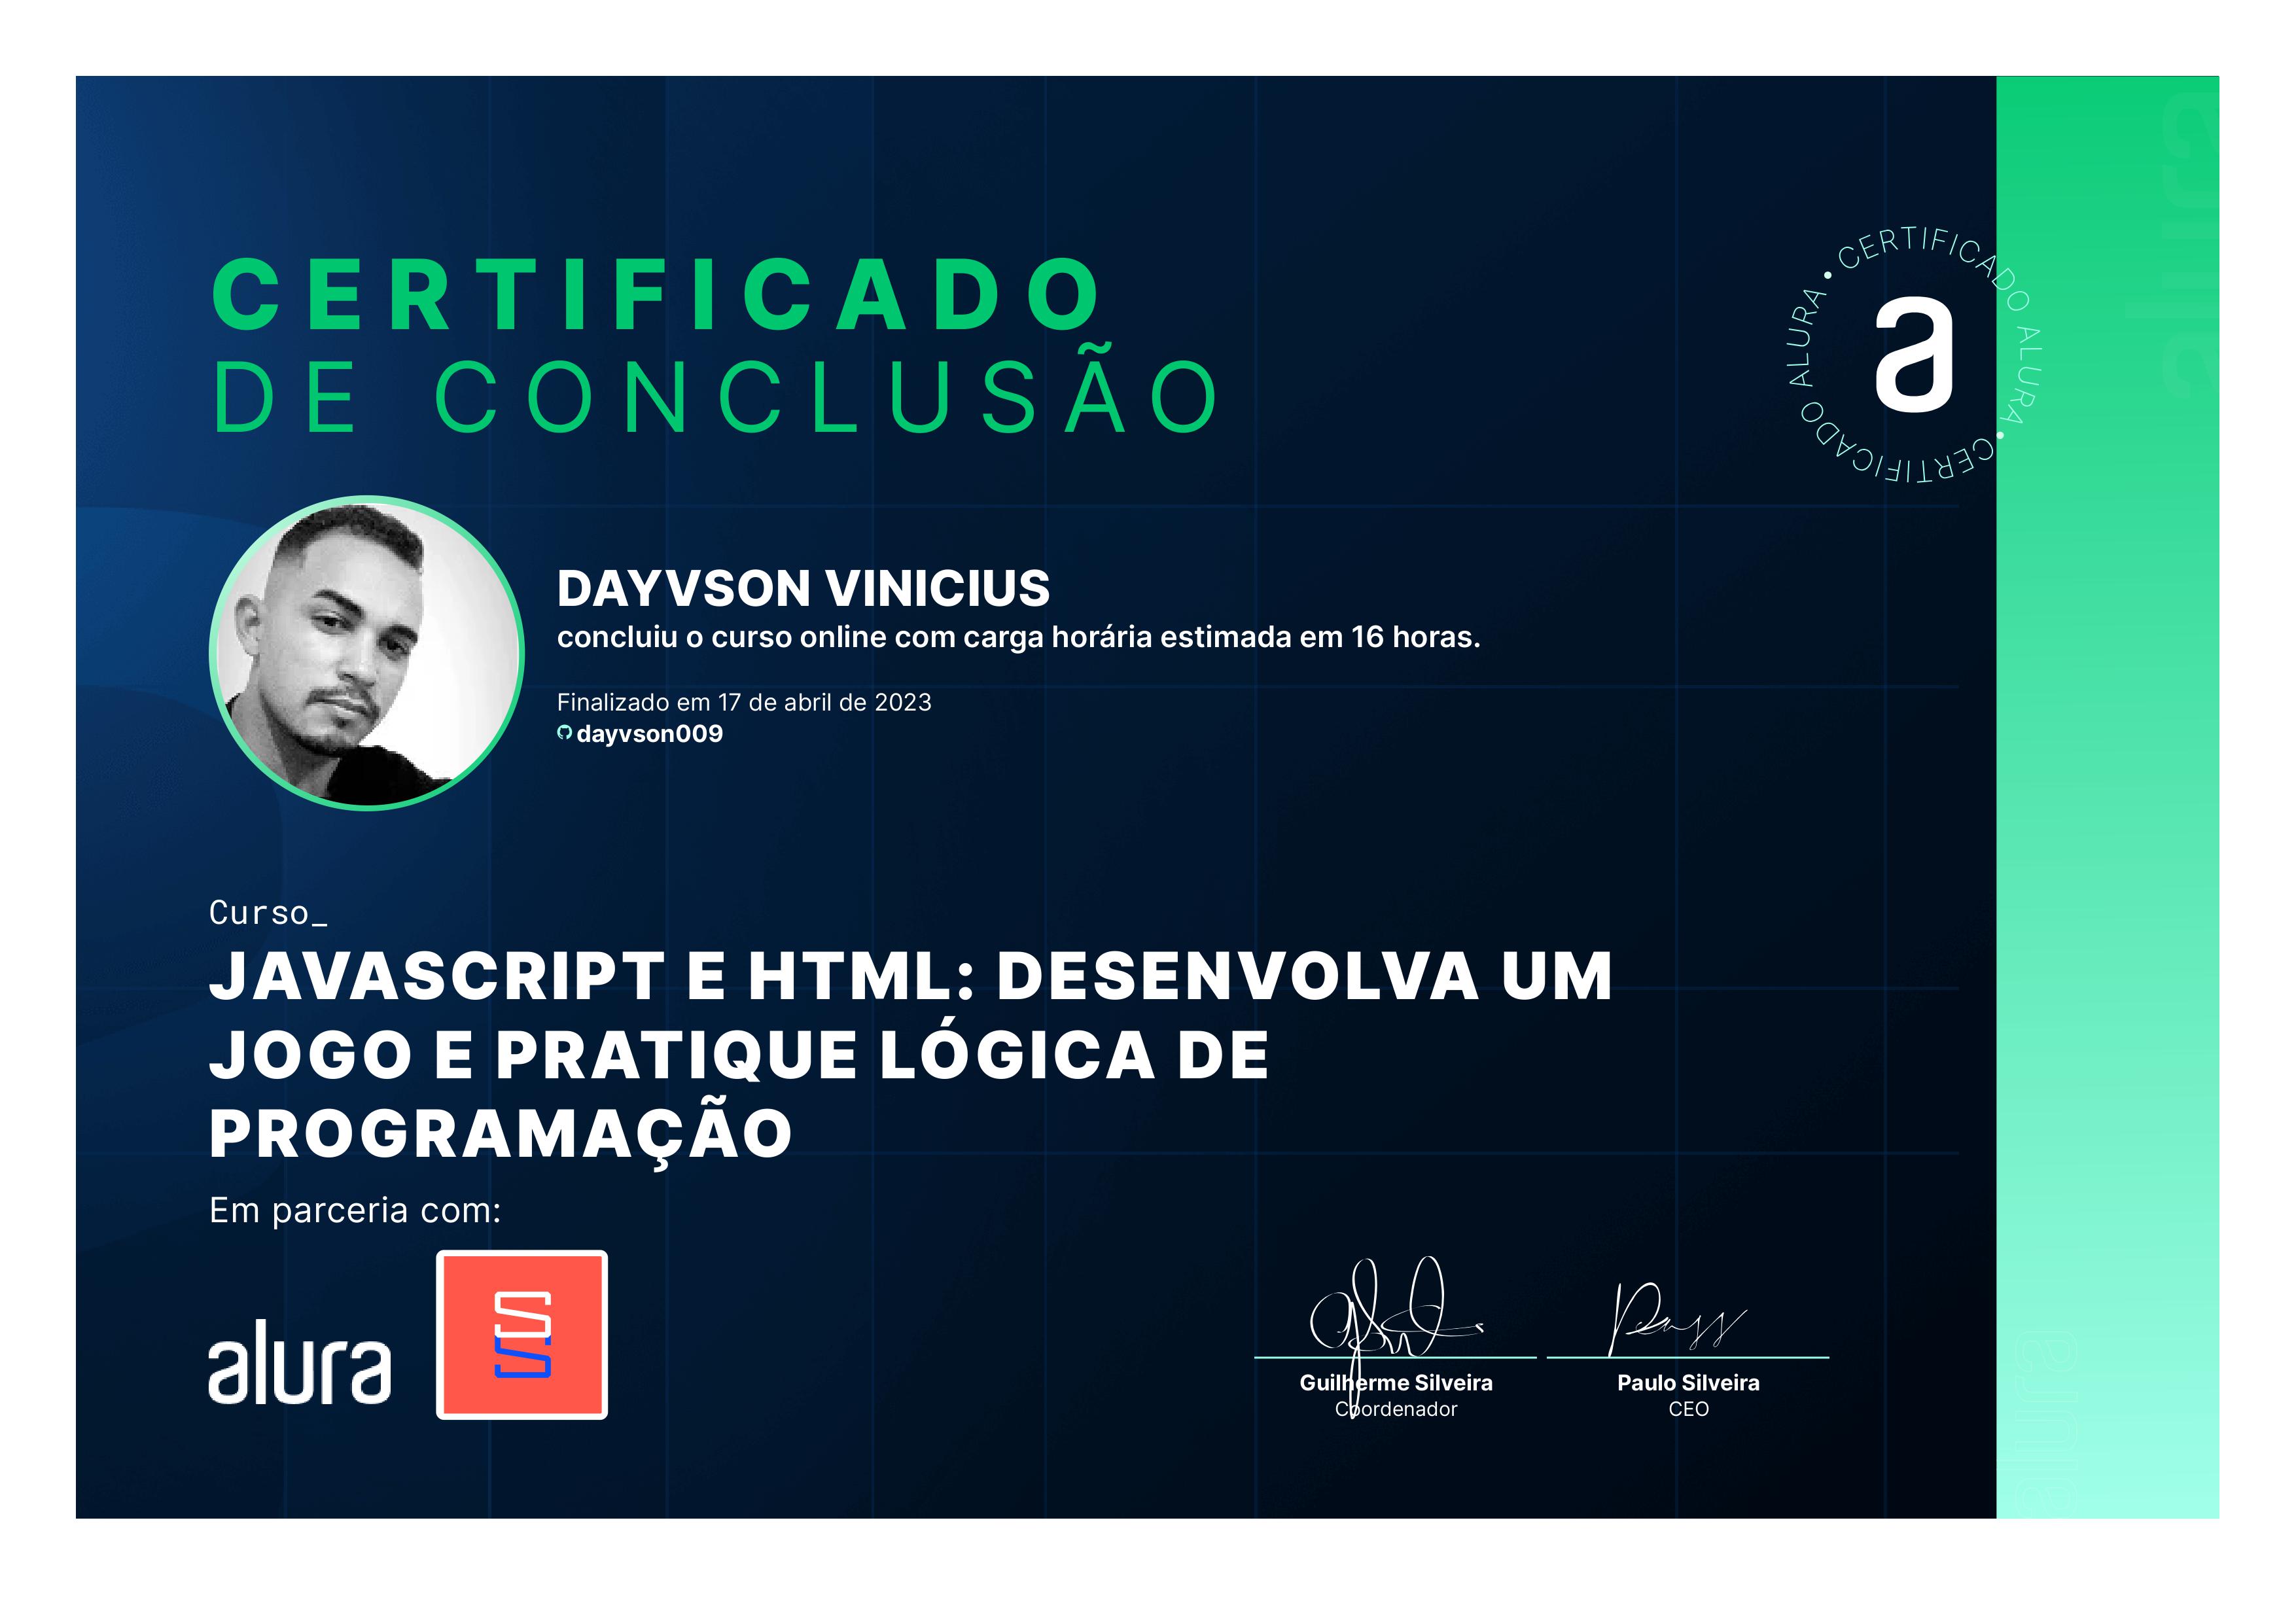 CERTIFICADO
DE CONCLUSÃO
CERTIFICADO ALURA • CERTIFICADO ALURA •
a
DAYVSON VINICIUS
concluiu o curso online com carga horária estimada em 16 horas.
Finalizado em 17 de abril de 2023
dayvson009
Curso_
JAVASCRIPT E HTML: DESENVOLVA UM
JOGO E PRATIQUE LÓGICA DE
PROGRAMAÇÃO
Em parceria com:
alura
Guilherme Silveira
Coordenador
Paulo Silveira
CEO
alura
alura